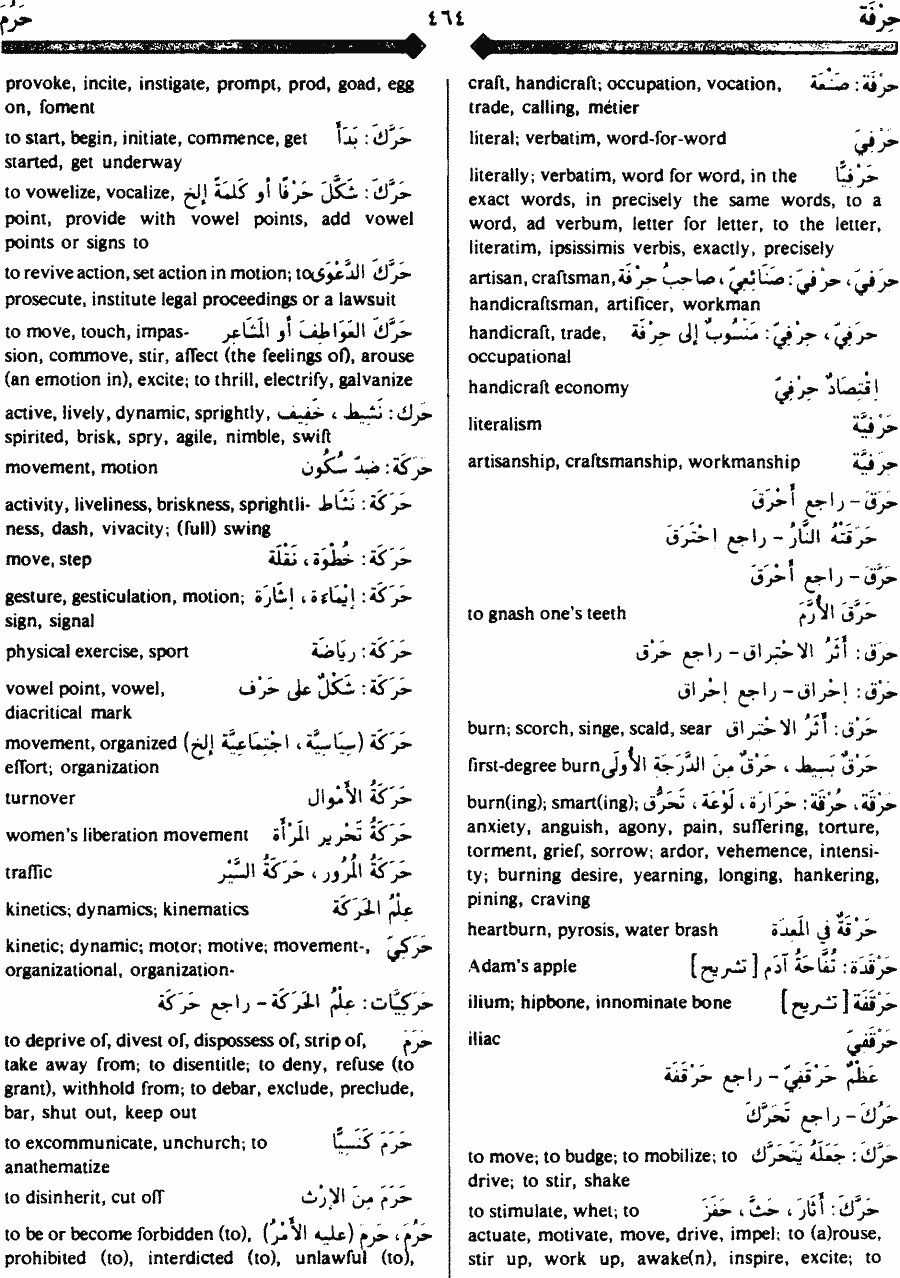 حِرْفَة ٤٦٤ حَرُمَ
حِرْفَة: صَنْعَة craft, handicraft; occupation, vocation,
trade, calling, métier
حَرْفِيّ literal; verbatim, word-for-word
حَرْفِيًّا literally; verbatim, word for word, in the
exact words, in precisely the same words, to a
word, ad verbum, letter for letter, to the letter,
literatim, ipsissimis verbis, exactly, precisely
حَرَفِيّ، حِرْفِيّ: صَنَائِعِيّ، صاحبُ حِرْفَة artisan, craftsman,
handicraftsman, artificer, workman
حِرَفِيّ، حِرْفِيّ: مَنْسُوبٌ إلى حِرْفَة handicraft, trade,
occupational
اِقْتِصَادٌ حِرَفِيّ handicraft economy
حَرْفِيَّة literalism
حِرَفِيَّة artisanship, craftsmanship, workmanship
حَرَقَ - راجع أَحْرَقَ
حَرَقَتْهُ النَّارُ - راجع اِحْتَرَقَ
حَرَّقَ - راجع أَحْرَقَ
حَرَّقَ الأُرَّمَ to gnash one's teeth
حَرَق: أَثَرُ الاحْتِراق - راجع حَرْق
حَرْق: إحْراق - راجع إحْراق
حَرْق: أَثَرُ الاحْتِراق burn; scorch, singe, scald, sear
حَرْقٌ بَسِيط، حَرْقٌ مِنَ الدَّرَجَةِ الأُولَى first-degree burn
حَرْقَة، حُرْقَة: حَرَارَة، لَوْعَة، تَحَرُّق burn(ing); smart(ing);
anxiety, anguish, agony, pain, suffering, torture,
torment, grief, sorrow; ardor, vehemence, intensi-
ty; burning desire, yearning, longing, hankering,
pining, craving
حَرْقَةٌ في المَعِدَة heartburn, pyrosis, water brash
حَرْقَدَة: تُفَّاحَةُ آدَم [تشريح] Adam's apple
حَرْقَفَة [تشريح] ilium; hipbone, innominate bone
حَرْقَفِيّ iliac
عَظْمٌ حَرْقَفِيّ - راجع حَرْقَفَة
حَرُكَ - راجع تَحَرَّكَ
حَرَّكَ: جَعَلَهُ يَتَحَرَّك to move; to budge; to mobilize; to
drive; to stir, shake
حَرَّكَ: أَثَارَ، حَثَّ، حَفَزَ to stimulate, whet; to
actuate, motivate, move, drive, impel; to (a)rouse,
stir up, work up, awake(n), inspire, excite; to
provoke, incite, instigate, prompt, prod, goad, egg
on, foment
حَرَّكَ: بَدَأَ to start, begin, initiate, commence, get
started, get underway
حَرَّكَ: شَكَّلَ حَرْفًا أو كَلِمَةً إلخ to vowelize, vocalize,
point, provide with vowel points, add vowel
points or signs to
حَرَّكَ الدَّعْوَى to revive action, set action in motion; to
prosecute, institute legal proceedings or a lawsuit
حَرَّكَ العَوَاطِفَ أو المَشَاعِر to move, touch, impas-
sion, commove, stir, affect (the feelings of), arouse
(an emotion in), excite; to thrill, electrify, galvanize
حَرِك: نَشِيط، خَفِيف active, lively, dynamic, sprightly,
spirited, brisk, spry, agile, nimble, swift
حَرَكَة: ضِدّ سُكُون movement, motion
حَرَكَة: نَشَاط activity, liveliness, briskness, sprightli-
ness, dash, vivacity; (full) swing
حَرَكَة: خُطْوَة، نَقْلَة move, step
حَرَكَة: إيْمَاءَة، إشَارَة gesture, gesticulation, motion;
sign, signal
حَرَكَة: رِيَاضَة physical exercise, sport
حَرَكَة: شَكْلٌ على حَرْف vowel point, vowel,
diacritical mark
حَرَكَة (سِيَاسِيَّة، اجْتِمَاعِيَّة إلخ) movement, organized
effort; organization
حَرَكَةُ الأَمْوَال turnover
حَرَكَةُ تَحْرِيرِ المَرْأَة women's liberation movement
حَرَكَةُ المُرُور، حَرَكَةُ السَّيْر traffic
عِلْمُ الحَرَكَة kinetics; dynamics; kinematics
حَرَكِيّ kinetic; dynamic; motor; motive; movement-,
organizational, organization-
حَرَكِيَّات: عِلْمُ الحَرَكَة - راجع حَرَكَة
حَرَمَ to deprive of, divest of, dispossess of, strip of,
take away from; to disentitle; to deny, refuse (to
grant), withhold from; to debar, exclude, preclude,
bar, shut out, keep out
حَرَمَ كَنَسِيًّا to excommunicate, unchurch; to
anathematize
حَرَمَ مِنَ الإِرْث to disinherit, cut off
حَرُمَ، حَرِمَ (عليه الأَمْرُ) to be or become forbidden (to),
prohibited (to), interdicted (to), unlawful (to),